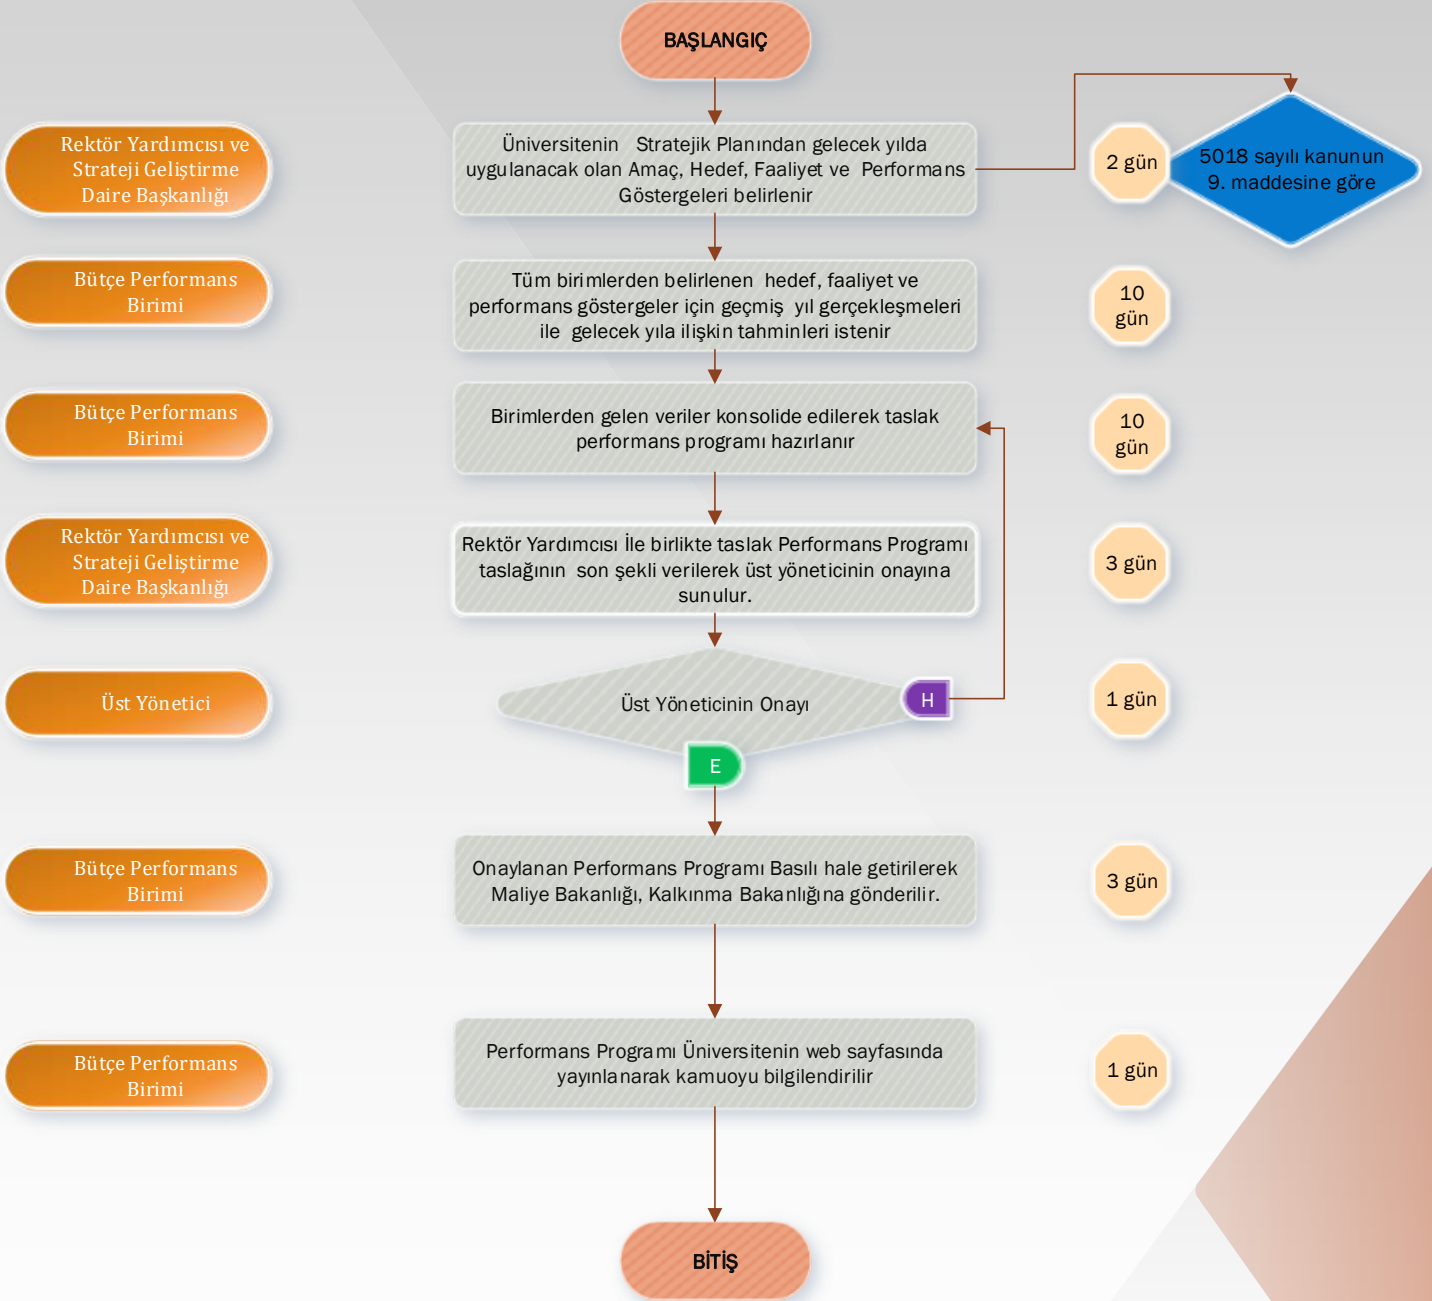 BAŞLANGIÇ
Rektör Yardımcısı ve
Strateji Geliştirme
Daire Başkanlığı
Üniversitenin Stratejik Planından gelecek yılda
uygulanacak olan Amaç, Hedef, Faaliyet ve Performans
Göstergeleri belirlenir
2 gün
5018 sayılı kanunun
9. maddesine göre
Bütçe Performans
Birimi
Tüm birimlerden belirlenen hedef, faaliyet ve
performans göstergeler için geçmiş yıl gerçekleşmeleri
ile gelecek yıla ilişkin tahminleri istenir
10
gün
Bütçe Performans
Birimi
Birimlerden gelen veriler konsolide edilerek taslak
performans programı hazırlanır
10
gün
Rektör Yardımcısı ve
Strateji Geliştirme
Daire Başkanlığı
Rektör Yardımcısı İle birlikte taslak Performans Programı
taslağının son şekli verilerek üst yöneticinin onayına
sunulur.
3 gün
Üst Yönetici
Üst Yöneticinin Onayı
H
1 gün
E
Bütçe Performans
Birimi
Onaylanan Performans Programı Basılı hale getirilerek
Maliye Bakanlığı, Kalkınma Bakanlığına gönderilir.
3 gün
Bütçe Performans
Birimi
Performans Programı Üniversitenin web sayfasında
yayınlanarak kamuoyu bilgilendirilir
1 gün
BİTİŞ